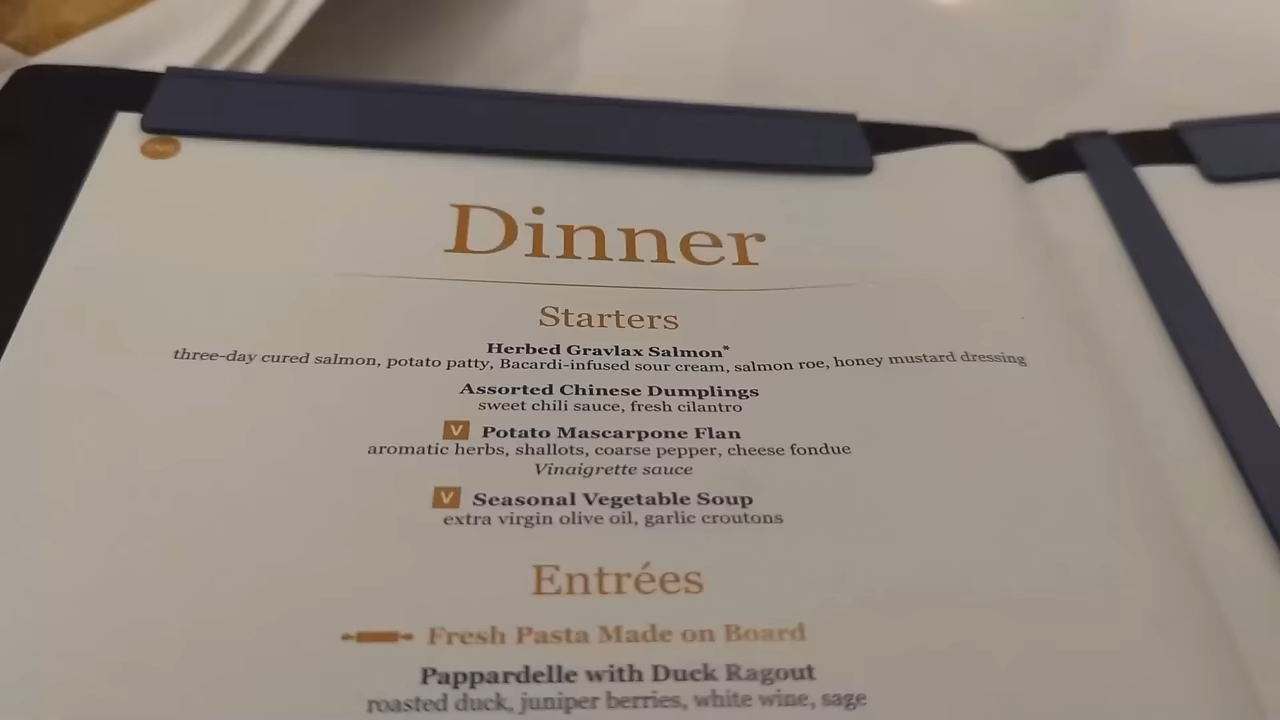 ENG
Dinner
Starters
Herbed Gravlax Salmon*
three-day cured salmon, potato patty, Bacardi-infused sour cream, salmon roe, honey mustard dressing
Assorted Chinese Dumplings
sweet chili sauce, fresh cilantro
V Potato Mascarpone Flan
aromatic herbs, shallots, coarse pepper, cheese fondue
Vinaigrette sauce
V Seasonal Vegetable Soup
extra virgin olive oil, garlic croutons
Entrées
Fresh Pasta Made on Board
Pappardelle with Duck Ragout
roasted duck, juniper berries, white wine, sage